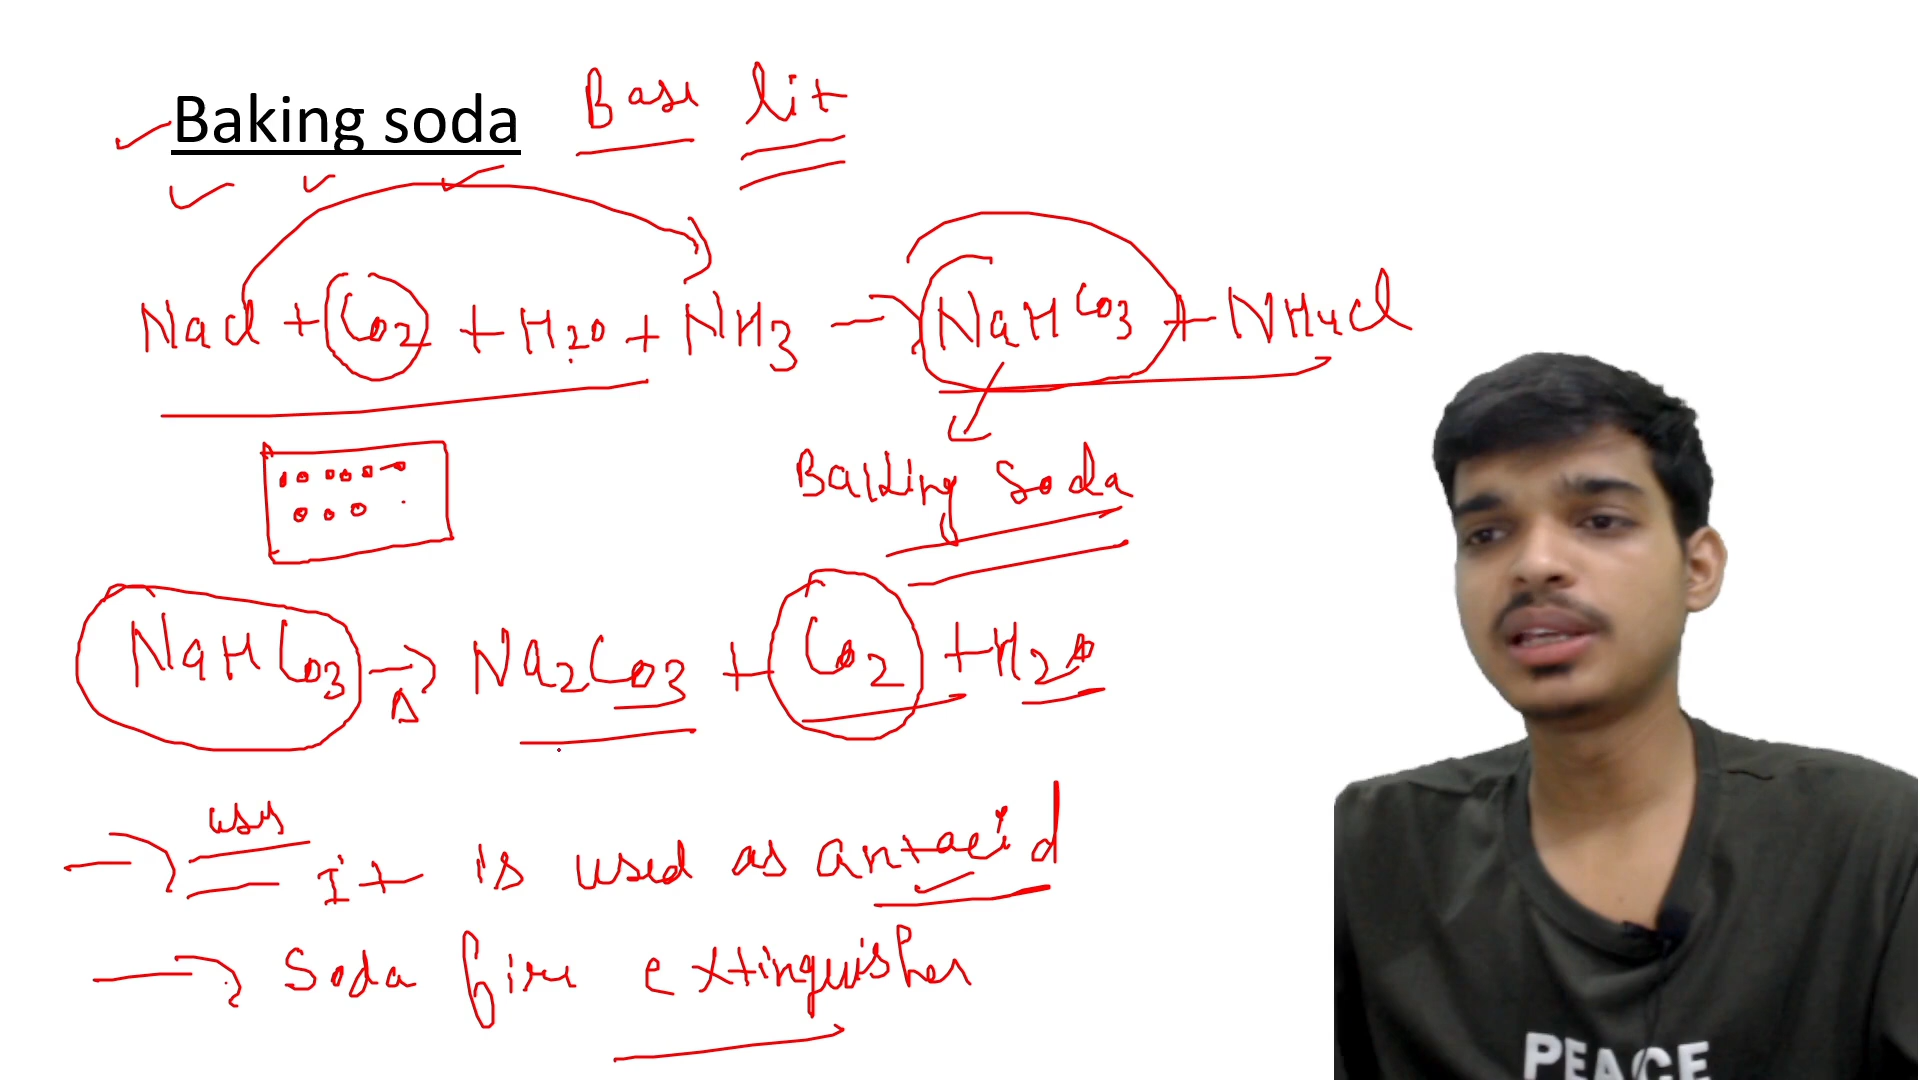 Baking soda Base lit
Nacl + Co2 + H2O + NH3 → NaHCO3 + NH4cl
Baking Soda
NaHCO3 → Na2CO3 + Co2 + H2O
Δ
uses
→ It is used as antacid
→ Soda fire extinguisher
PEACE